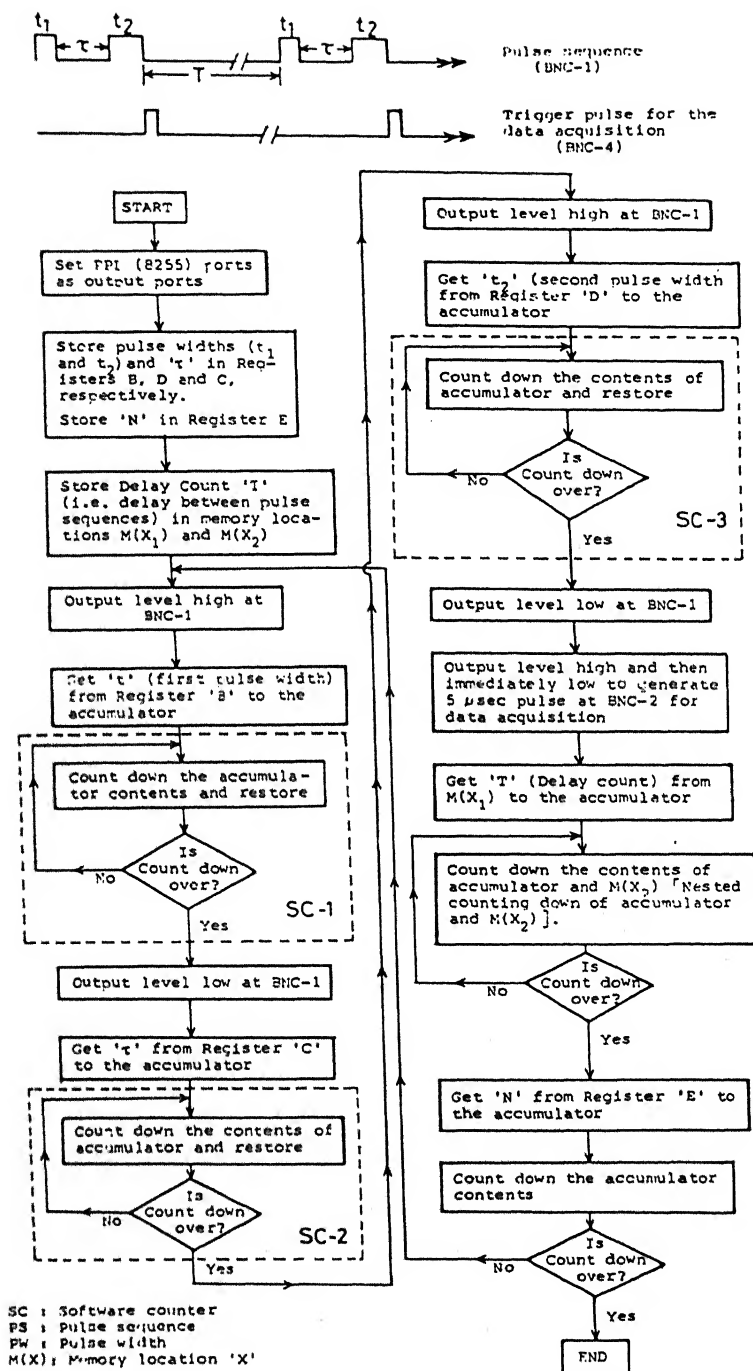 t1 τ t2 t1 τ t2
T
Pulse sequence
(BNC-1)
Trigger pulse for the
data acquisition
(BNC-4)
START
Set PPI (8255) ports
as output ports
Store pulse widths (t1
and t2) and 'τ' in Reg-
isters B, D and C,
respectively.
Store 'N' in Register E
Store Delay Count 'T'
(i.e. delay between pulse
sequences) in memory loca-
tions M(X1) and M(X2)
Output level high at
BNC-1
Get 't' (first pulse width)
from Register 'B' to the
accumulator
Count down the accumula-
tor contents and restore
Is
Count down
over?
No
Yes
SC-1
Output level low at BNC-1
Get 'τ' from Register 'C'
to the accumulator
Count down the contents of
accumulator and restore
Is
Count down
over?
No
Yes
SC-2
Output level high at BNC-1
Get 't2' (second pulse width
from Register 'D' to the
accumulator
Count down the contents of
accumulator and restore
Is
Count down
over?
No
Yes
SC-3
Output level low at BNC-1
Output level high and then
immediately low to generate
5 μsec pulse at BNC-2 for
data acquisition
Get 'T' (Delay count) from
M(X1) to the accumulator
Count down the contents of
accumulator and M(X2) [Nested
counting down of accumulator
and M(X2)].
Is
Count down
over?
No
Yes
Get 'N' from Register 'E' to
the accumulator
Count down the accumulator
contents
Is
Count down
over?
No
Yes
END
SC : Software counter
PS : Pulse sequence
PW : Pulse width
M(X): Memory location 'X'